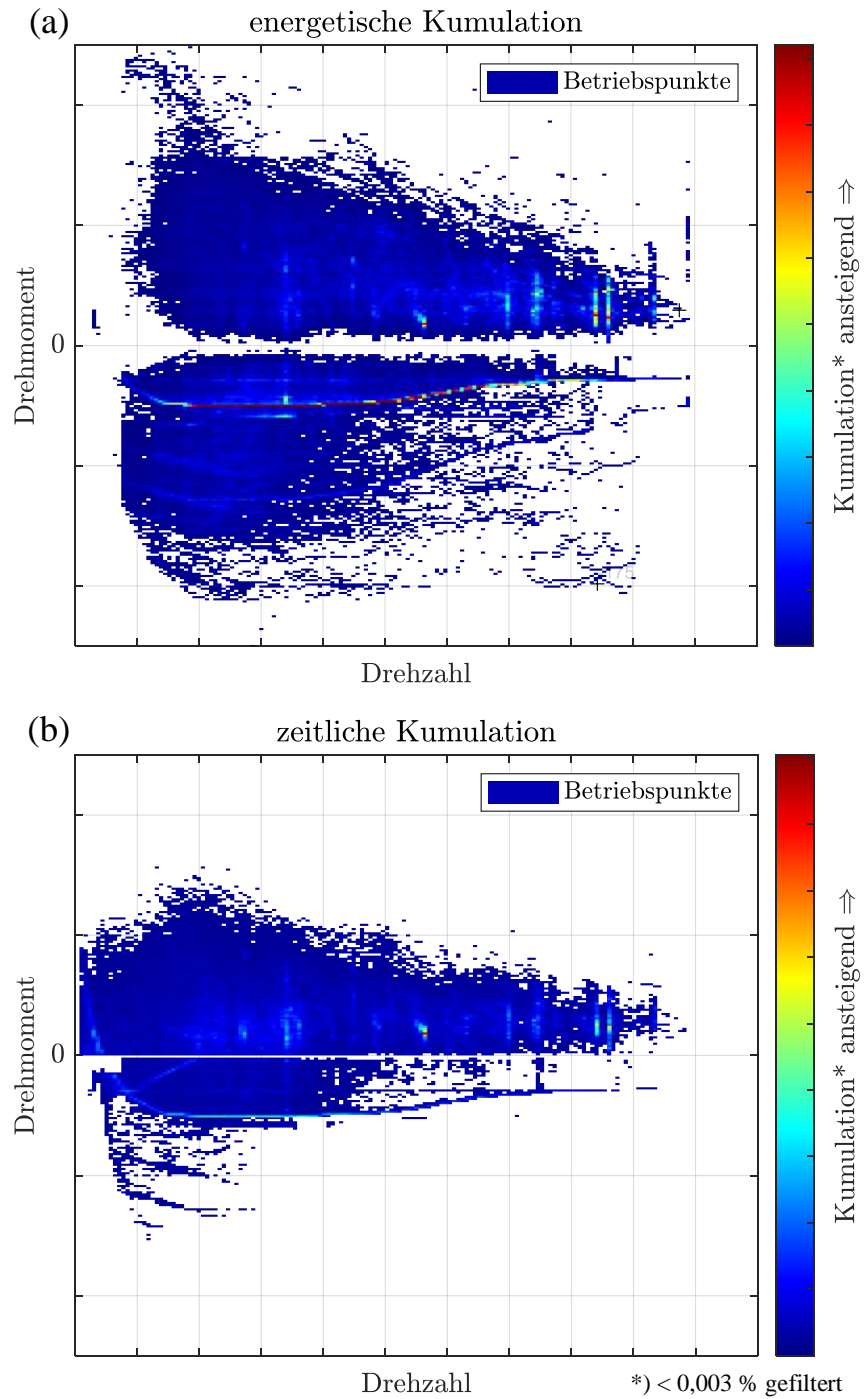 (a)
energetische Kumulation
Betriebspunkte
Drehmoment
0
Drehzahl
Kumulation* ansteigend ⇒
(b)
zeitliche Kumulation
Betriebspunkte
Drehmoment
0
Drehzahl
Kumulation* ansteigend ⇒
*) < 0,003 % gefiltert